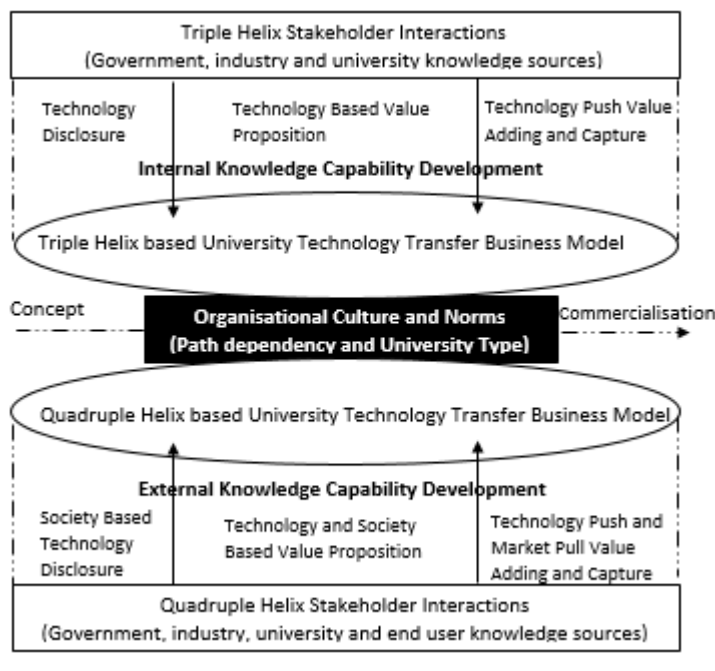 Triple Helix Stakeholder Interactions
(Government, industry and university knowledge sources)
Technology
Disclosure
Technology Based Value
Proposition
Technology Push Value
Adding and Capture
Internal Knowledge Capability Development
Triple Helix based University Technology Transfer Business Model
Concept
Organisational Culture and Norms
(Path dependency and University Type)
Commercialisation
Quadruple Helix based University Technology Transfer Business Model
External Knowledge Capability Development
Society Based
Technology
Disclosure
Technology and Society
Based Value Proposition
Technology Push and
Market Pull Value
Adding and Capture
Quadruple Helix Stakeholder Interactions
(Government, industry, university and end user knowledge sources)